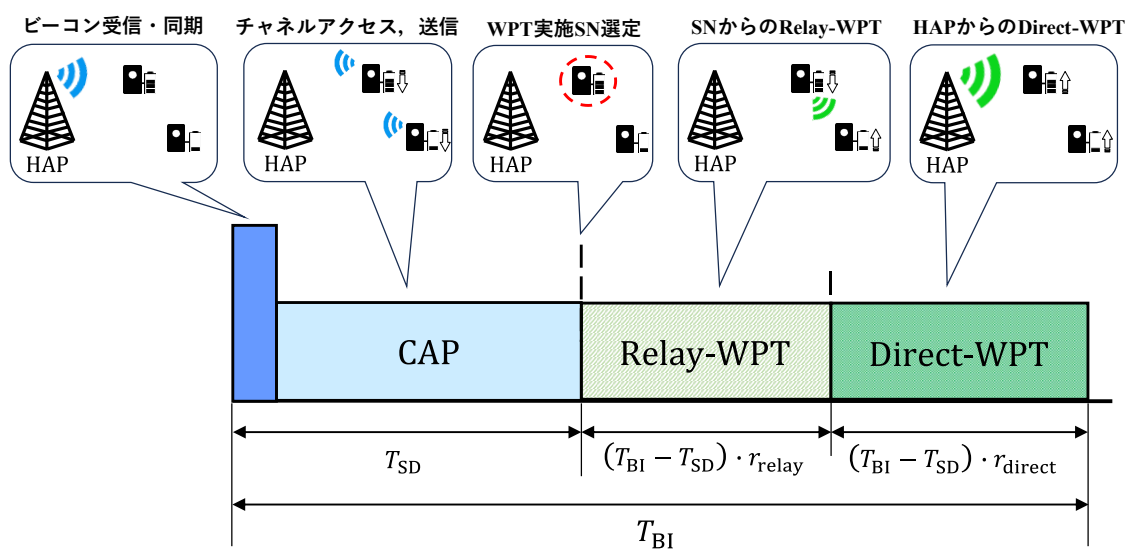 ビーコン受信・同期
チャネルアクセス，送信
WPT実施SN選定
SNからのRelay-WPT
HAPからのDirect-WPT
HAP
HAP
HAP
HAP
HAP
CAP
Relay-WPT
Direct-WPT
T_SD
(T_BI − T_SD) · r_relay
(T_BI − T_SD) · r_direct
T_BI